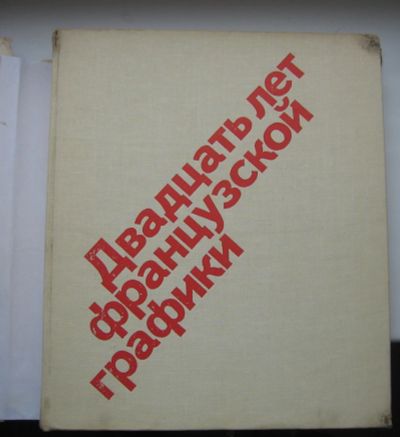 Двадцать лет
французской
графики